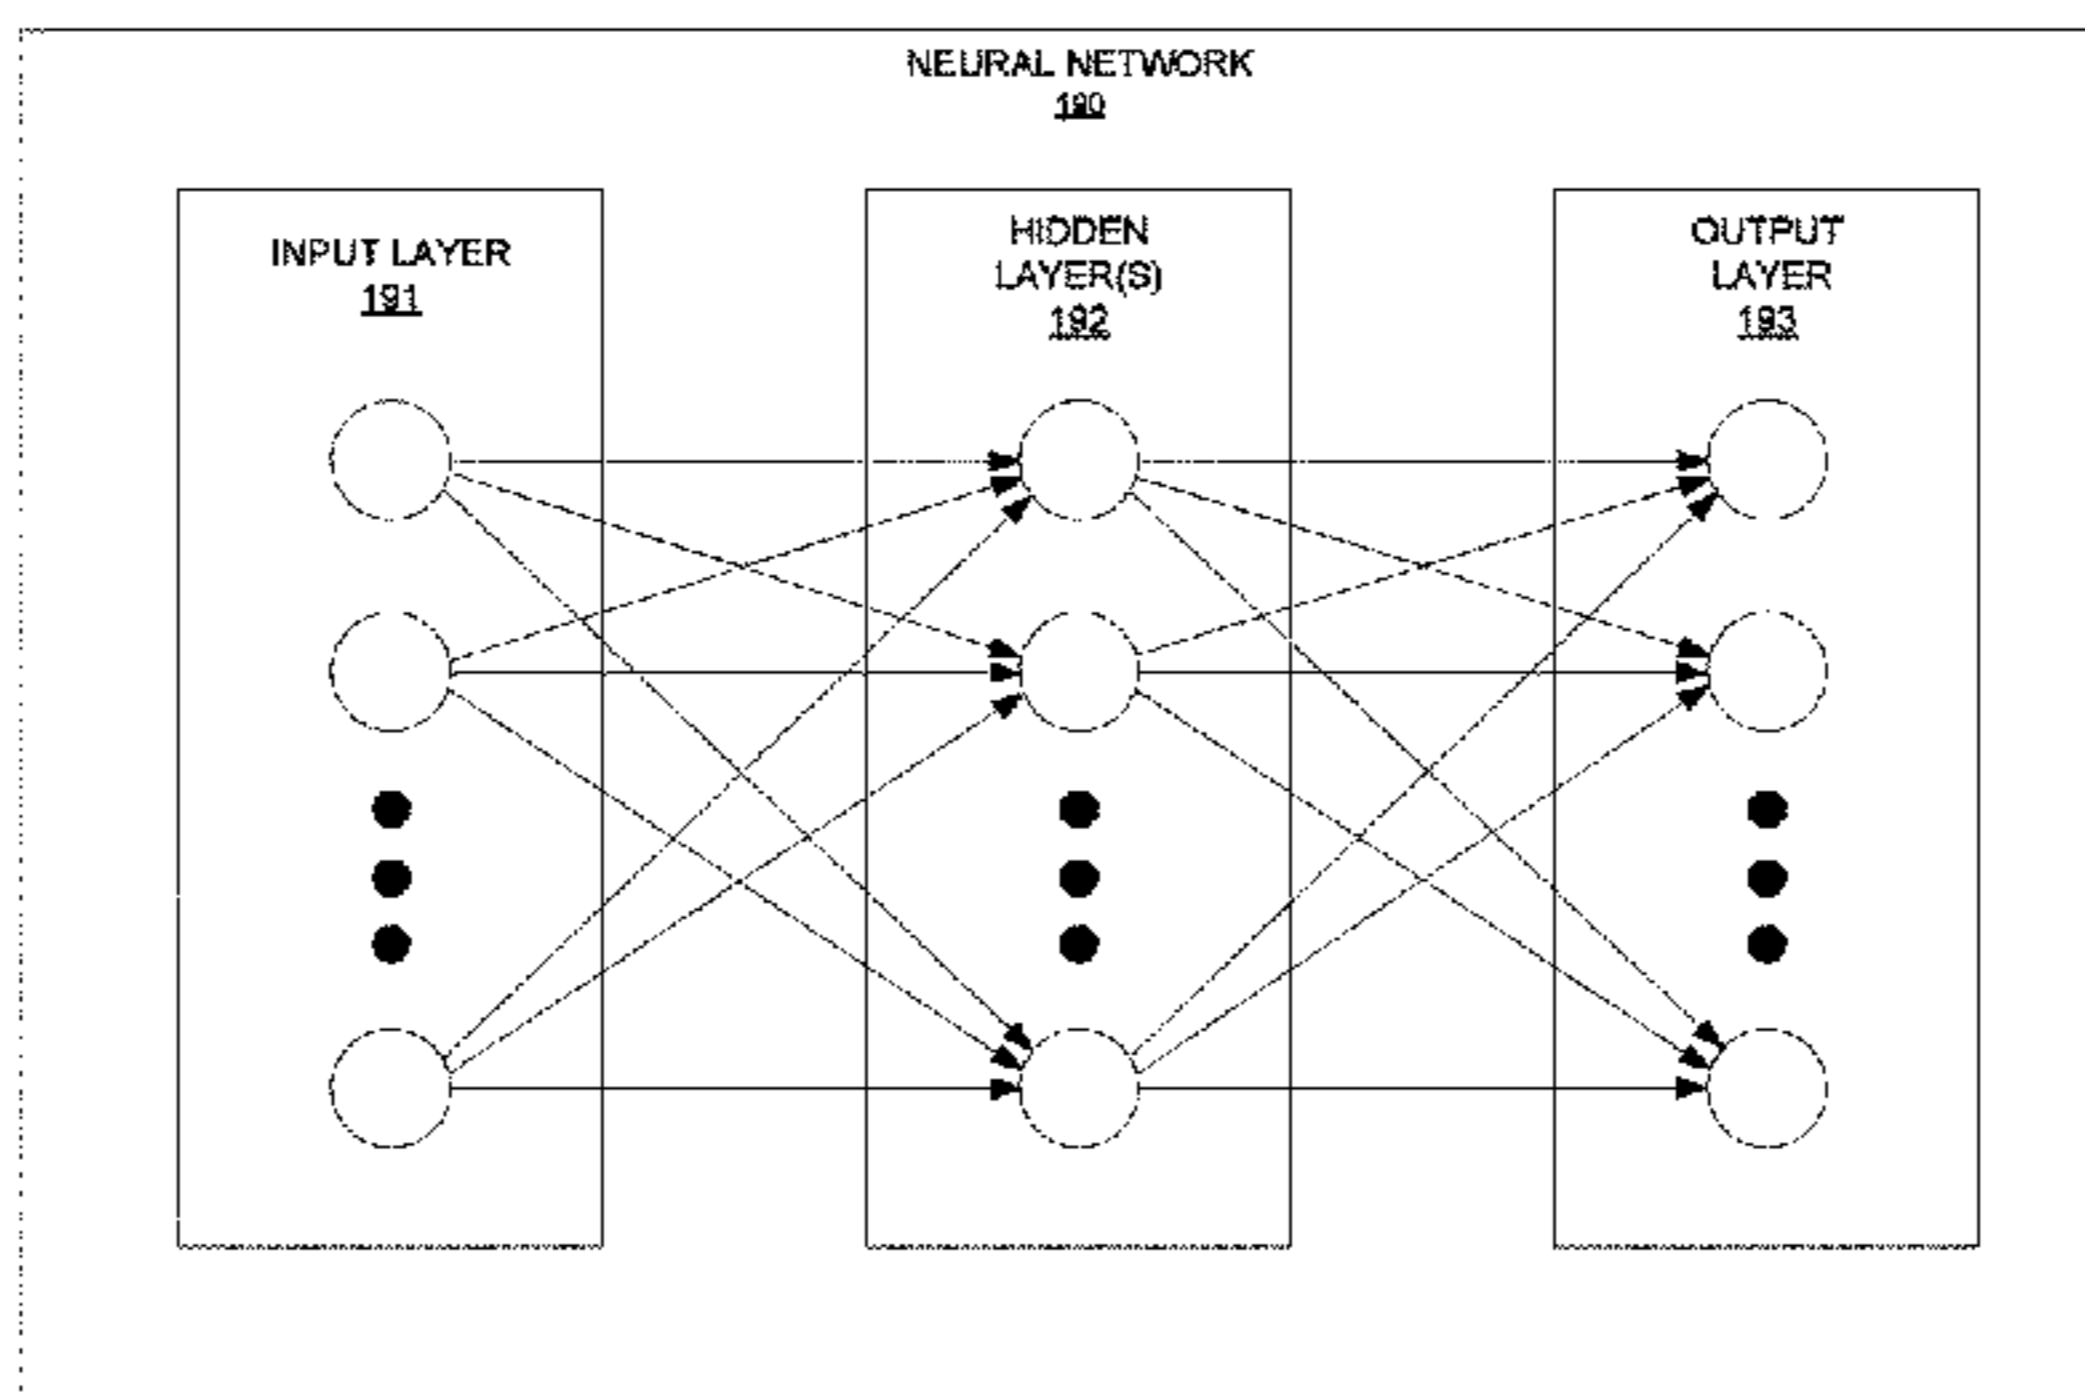 NEURAL NETWORK
190
INPUT LAYER
191
HIDDEN
LAYER(S)
192
OUTPUT
LAYER
193